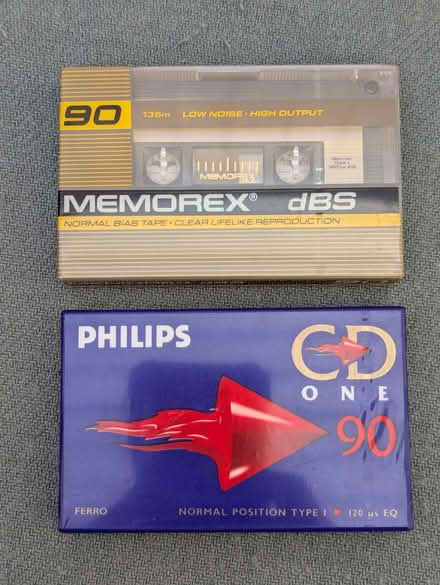 90
135m LOW NOISE · HIGH OUTPUT
MEMOREX
MEMOREX® dBS
NORMAL BIAS TAPE · CLEAR LIFELIKE REPRODUCTION
PHILIPS
CD
ONE
90
FERRO
NORMAL POSITION TYPE I 120 µs EQ